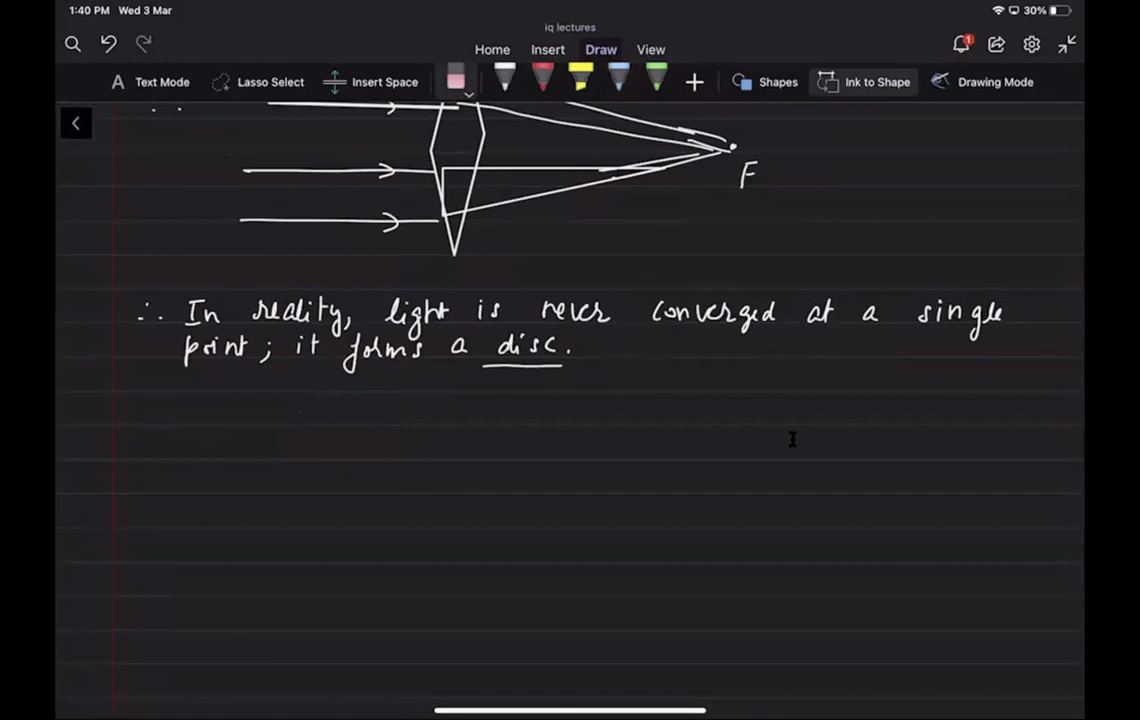 1:40 PM Wed 3 Mar
30%
iq lectures
Home Insert Draw View
1
A Text Mode Lasso Select Insert Space Shapes Ink to Shape Drawing Mode
F
∴ In reality, light is never converged at a single
point; it forms a disc.